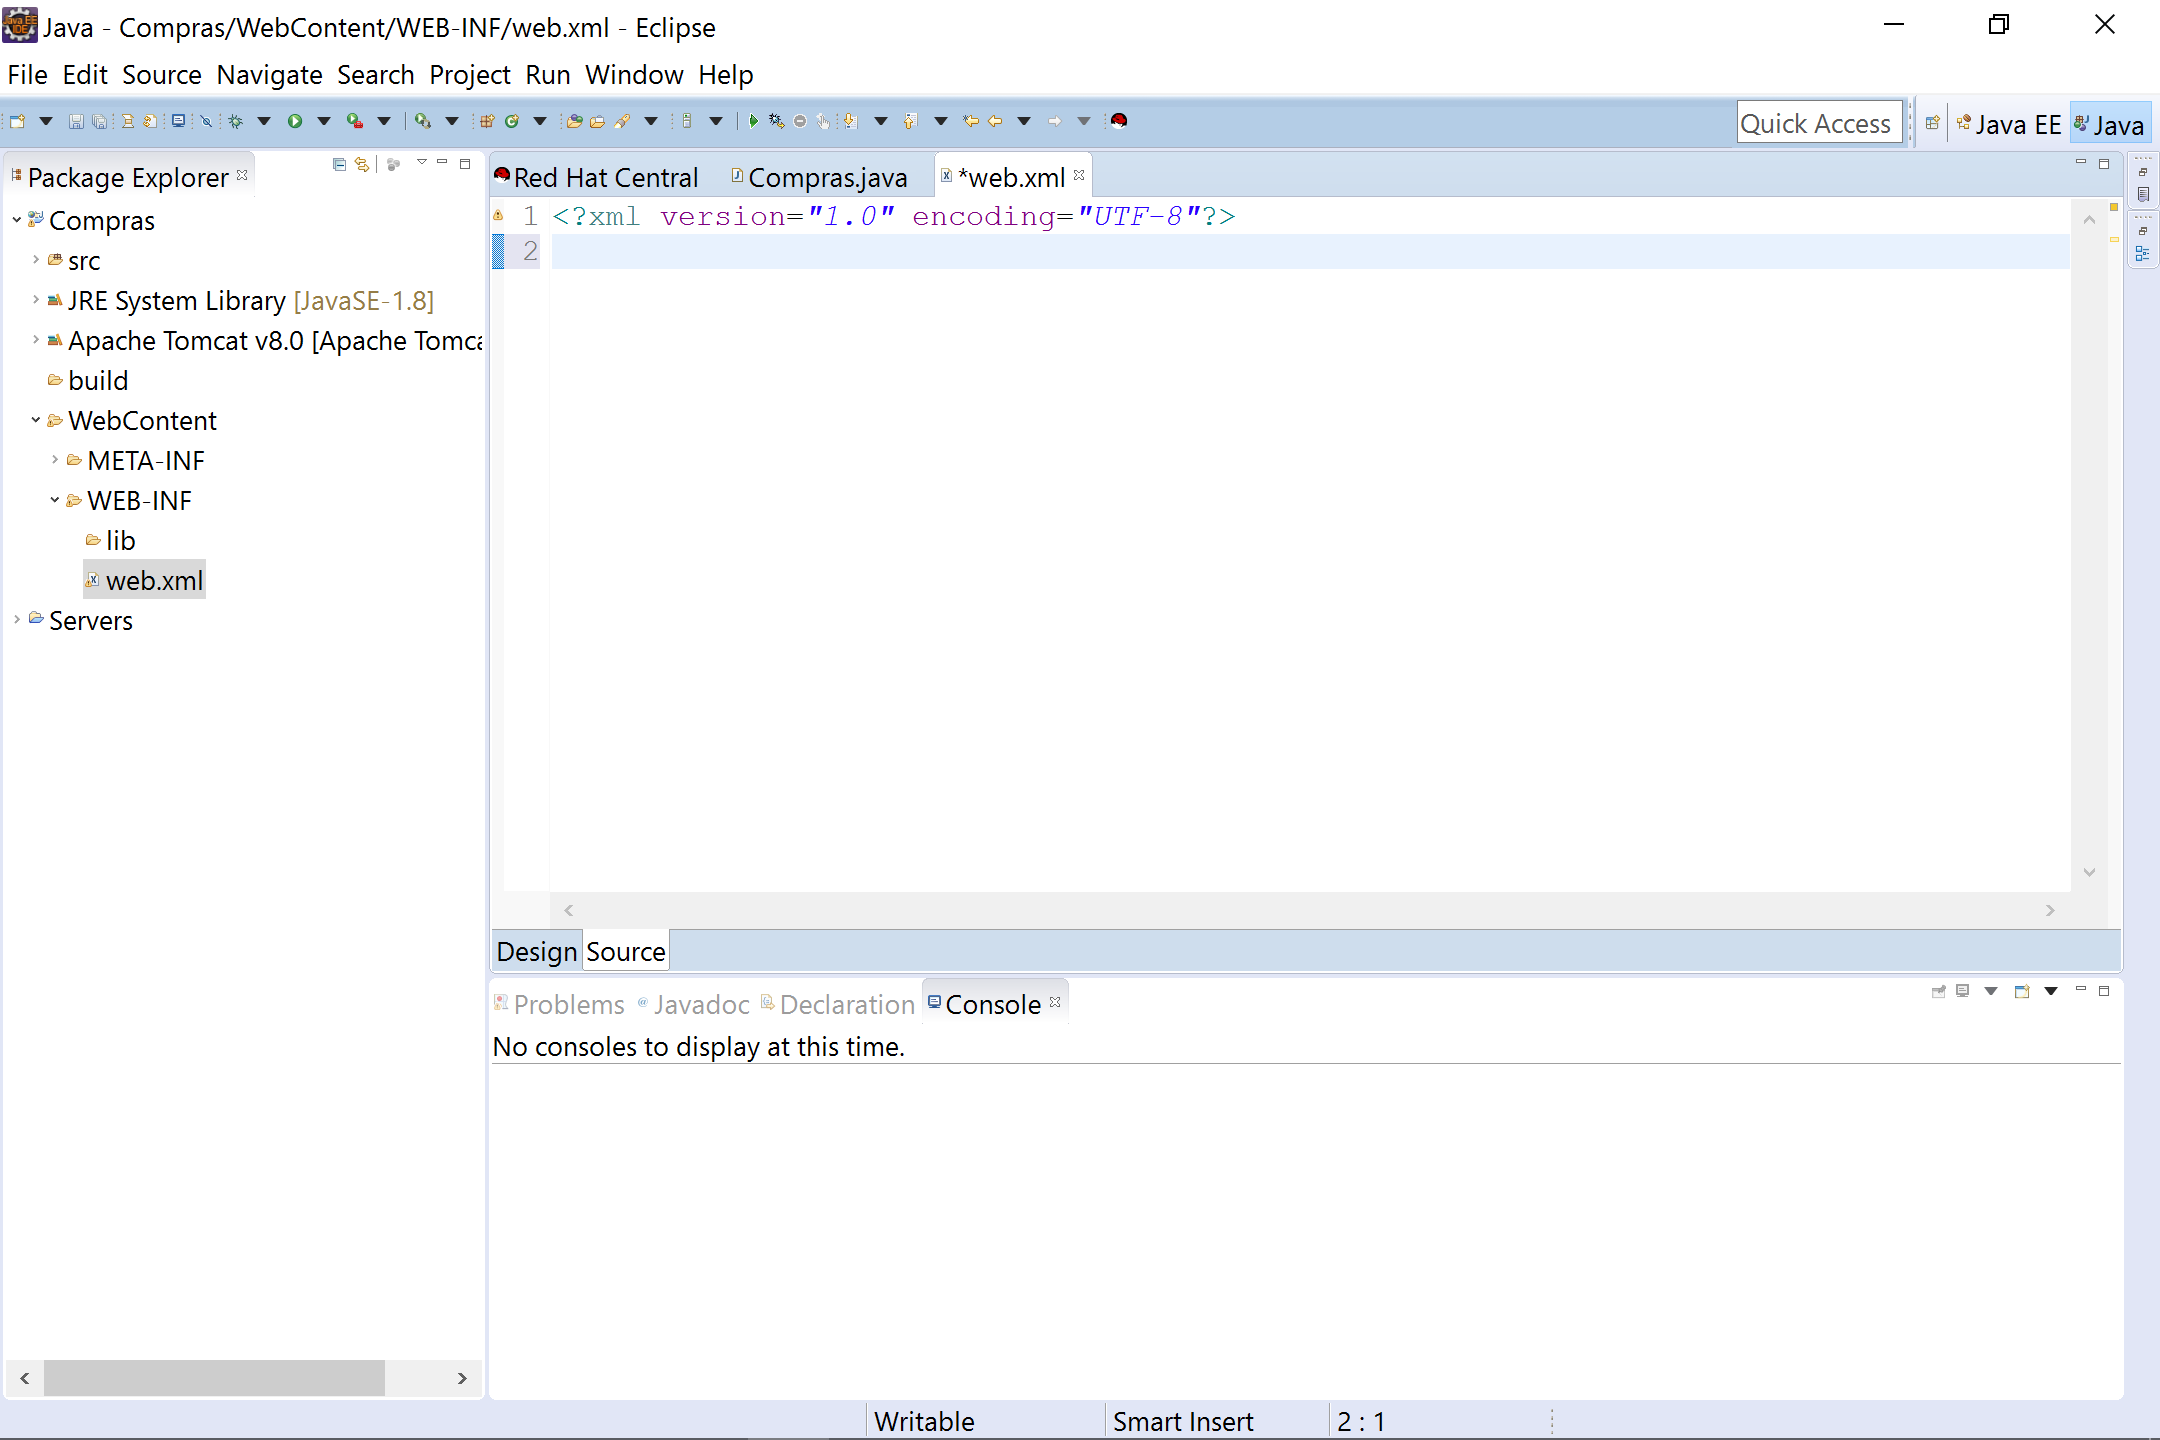 Java - Compras/WebContent/WEB-INF/web.xml - Eclipse
File Edit Source Navigate Search Project Run Window Help
Quick Access
Java EE
Java
Package Explorer
Compras
src
JRE System Library [JavaSE-1.8]
Apache Tomcat v8.0 [Apache Tomca
build
WebContent
META-INF
WEB-INF
lib
web.xml
Servers
Red Hat Central
Compras.java
*web.xml
1 <?xml version="1.0" encoding="UTF-8"?>
2
Design Source
Problems
Javadoc
Declaration
Console
No consoles to display at this time.
Writable
Smart Insert
2 : 1